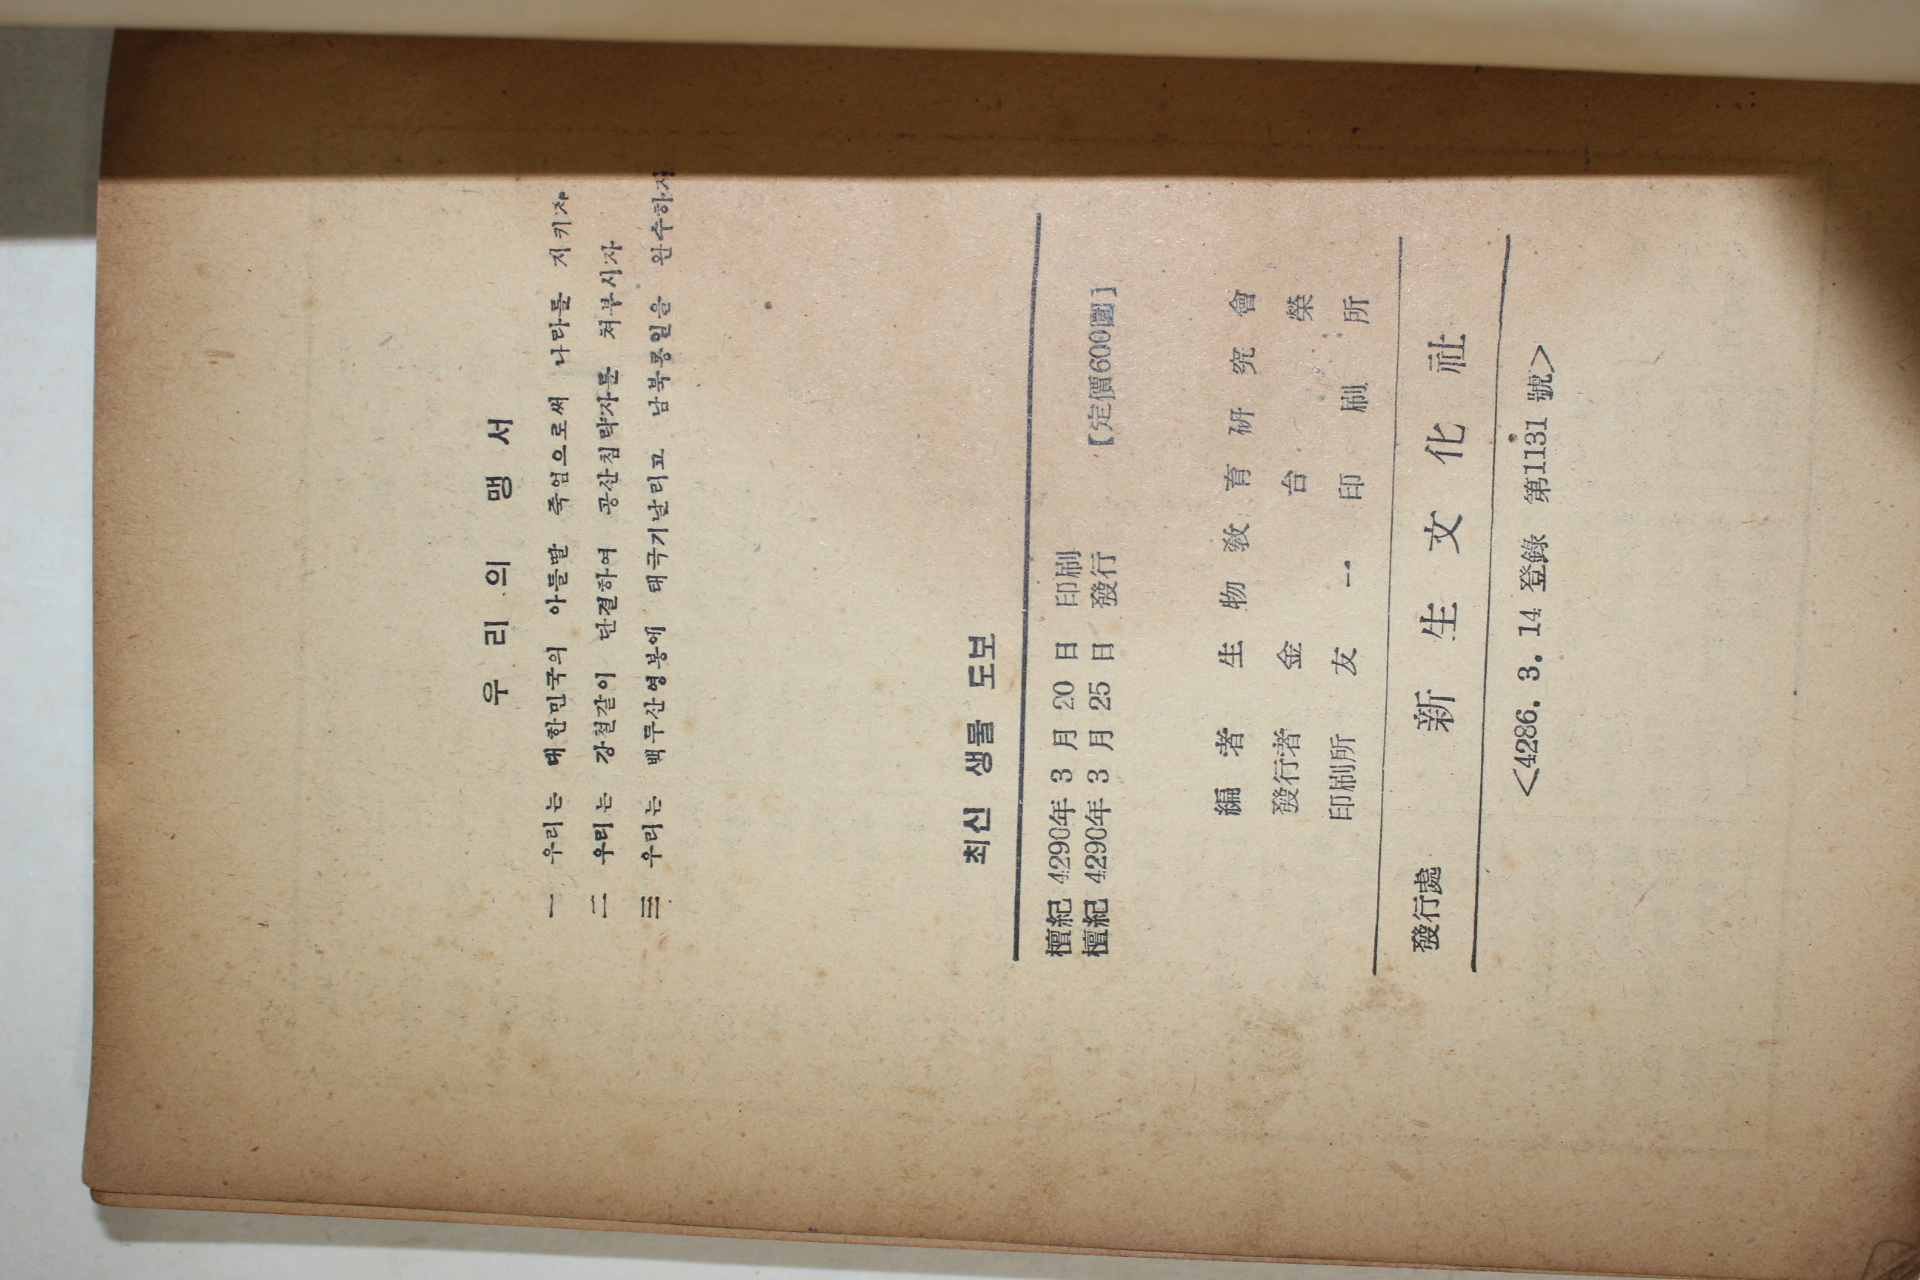 우리의 맹서
一 우리는 대한민국의 아들딸 죽엄으로써 나라를 지키자
二 우리는 강철같이 단결하여 공산침략자를 쳐부시자
三 우리는 백두산영봉에 태극기날리고 남북통일을 완수하자
최신 생물 도보
檀紀 4290年 3月 20日 印刷
檀紀 4290年 3月 25日 發行 【定價600圜】
編者 生物敎育硏究會
發行者 金台榮
印刷所 友一印刷所
發行處 新生文化社
<4286. 3. 14 登錄 第1131號>